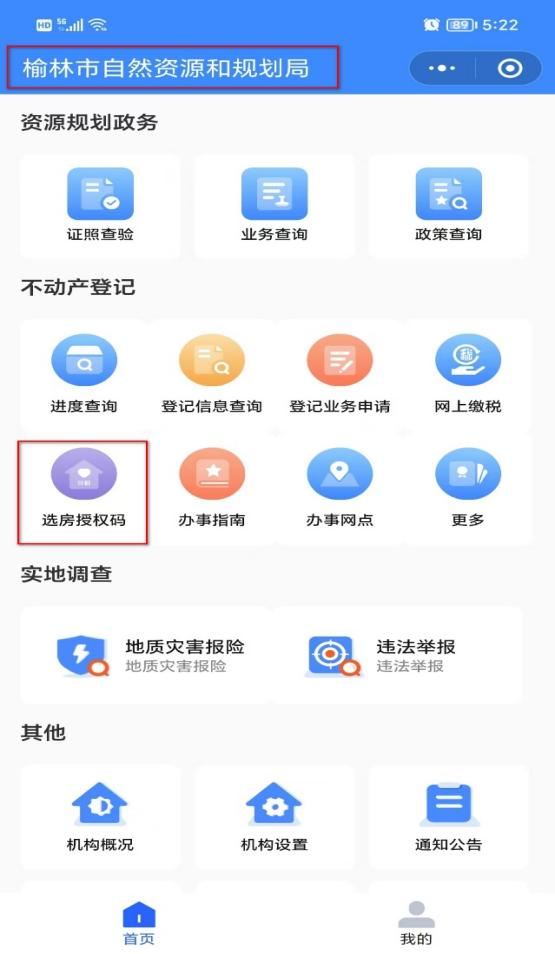 HD 5G 89 5:22
榆林市自然资源和规划局
资源规划政务
证照查验 业务查询 政策查询
不动产登记
税
进度查询 登记信息查询 登记业务申请 网上缴税
选房授权码 办事指南 办事网点 更多
实地调查
地质灾害报险 违法举报
地质灾害报险 违法举报
其他
机构概况 机构设置 通知公告
首页 我的